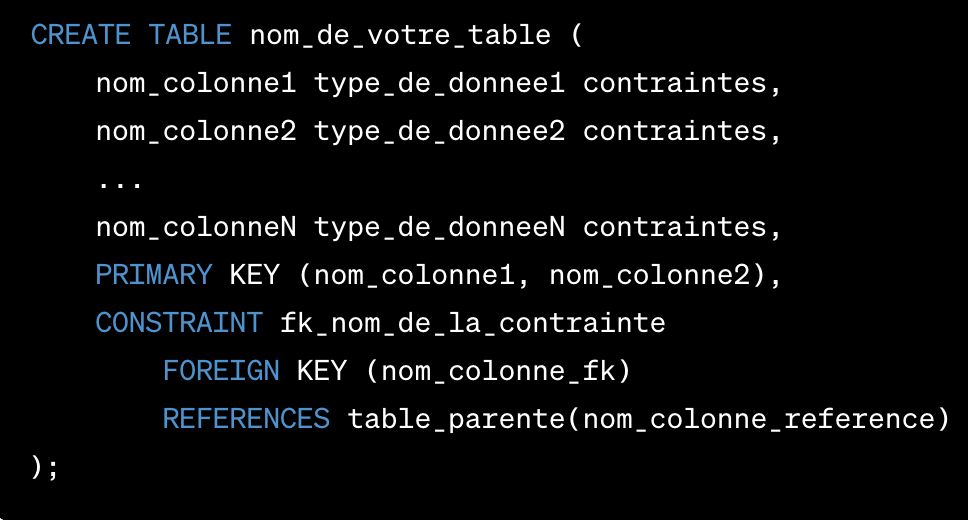 CREATE TABLE nom_de_votre_table (
nom_colonne1 type_de_donnee1 contraintes,
nom_colonne2 type_de_donnee2 contraintes,
...
nom_colonneN type_de_donneeN contraintes,
PRIMARY KEY (nom_colonne1, nom_colonne2),
CONSTRAINT fk_nom_de_la_contrainte
FOREIGN KEY (nom_colonne_fk)
REFERENCES table_parente(nom_colonne_reference)
);